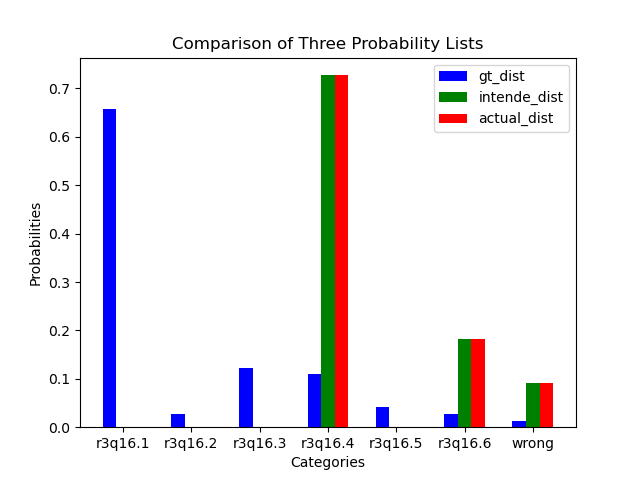 Comparison of Three Probability Lists
gt_dist
intende_dist
actual_dist
Probabilities
0.7
0.6
0.5
0.4
0.3
0.2
0.1
0.0
r3q16.1 r3q16.2 r3q16.3 r3q16.4 r3q16.5 r3q16.6 wrong
Categories